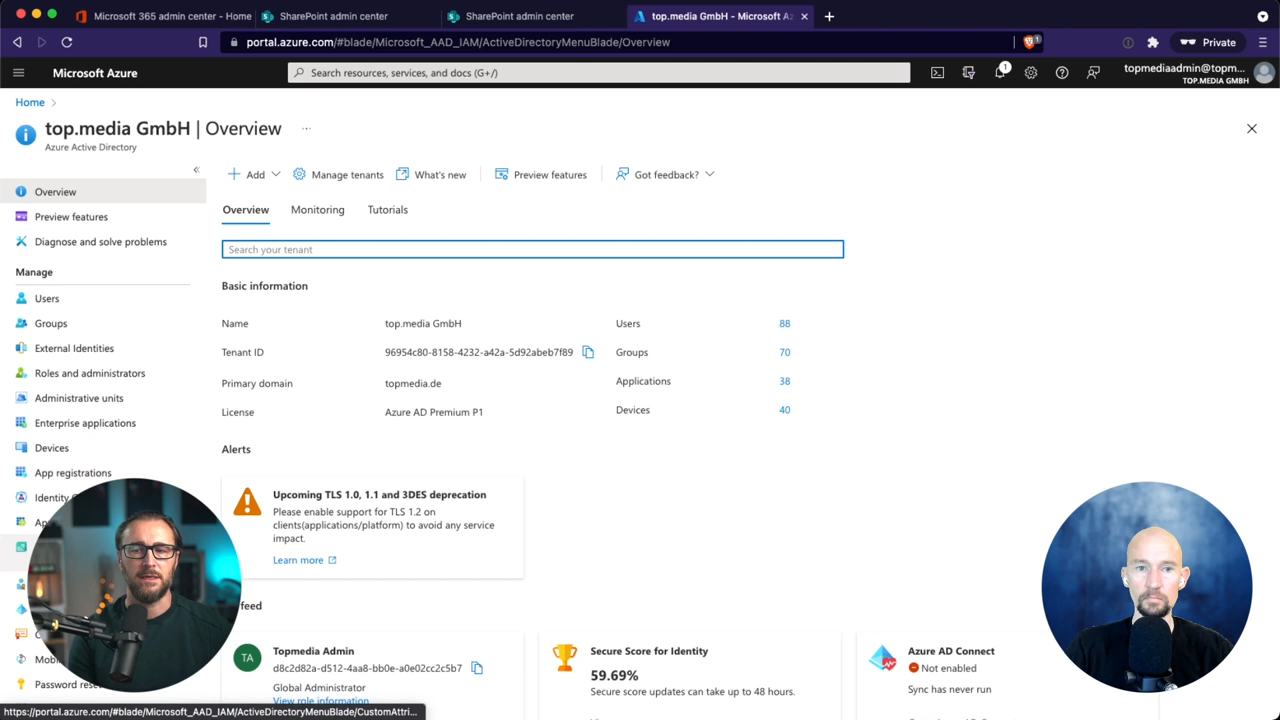 Microsoft 365 admin center - Home
SharePoint admin center
SharePoint admin center
top.media GmbH - Microsoft Az
portal.azure.com/#blade/Microsoft_AAD_IAM/ActiveDirectoryMenuBlade/Overview
1
Private
Microsoft Azure
Search resources, services, and docs (G+/)
1
topmediaadmin@topm...
TOP.MEDIA GMBH
Home
top.media GmbH | Overview
...
Azure Active Directory
Add
Manage tenants
What's new
Preview features
Got feedback?
Overview
Preview features
Diagnose and solve problems
Manage
Users
Groups
External Identities
Roles and administrators
Administrative units
Enterprise applications
Devices
App registrations
Identity
Password rese
Overview
Monitoring
Tutorials
Search your tenant
Basic information
Name
top.media GmbH
Users
88
Tenant ID
96954c80-8158-4232-a42a-5d92abeb7f89
Groups
70
Primary domain
topmedia.de
Applications
38
License
Azure AD Premium P1
Devices
40
Alerts
Upcoming TLS 1.0, 1.1 and 3DES deprecation
Please enable support for TLS 1.2 on
clients(applications/platform) to avoid any service
impact.
Learn more
feed
TA
Topmedia Admin
d8c2d82a-d512-4aa8-bb0e-a0e02cc2c5b7
Global Administrator
View role information
Secure Score for Identity
59.69%
Secure score updates can take up to 48 hours.
Azure AD Connect
Not enabled
Sync has never run
https://portal.azure.com/#blade/Microsoft_AAD_IAM/ActiveDirectoryMenuBlade/CustomAttri...